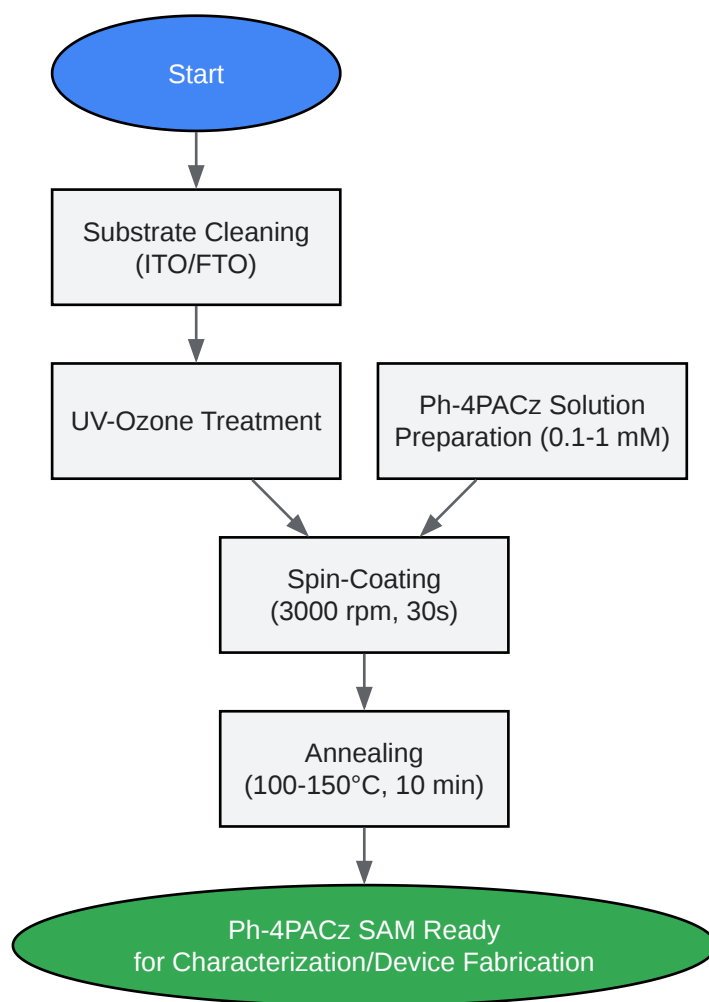 Start
Substrate Cleaning
(ITO/FTO)
UV-Ozone Treatment
Ph-4PACz Solution
Preparation (0.1-1 mM)
Spin-Coating
(3000 rpm, 30s)
Annealing
(100-150°C, 10 min)
Ph-4PACz SAM Ready
for Characterization/Device Fabrication